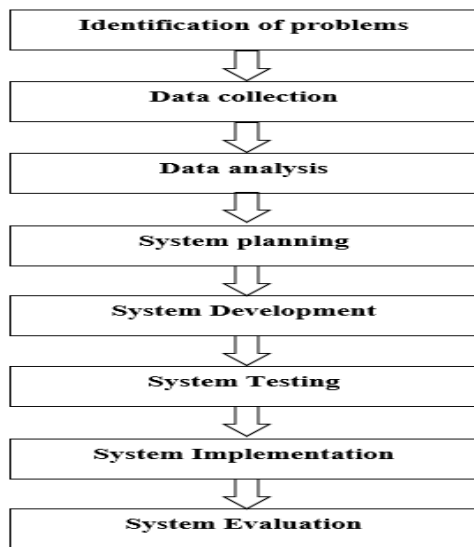 Identification of problems
Data collection
Data analysis
System planning
System Development
System Testing
System Implementation
System Evaluation